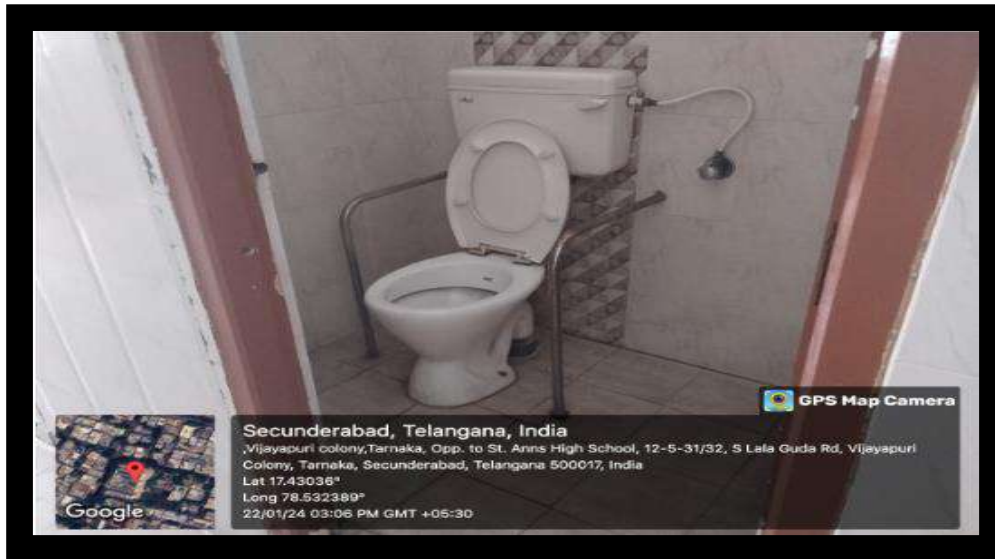 GPS Map Camera
Secunderabad, Telangana, India
,Vijayapuri colony,Tarnaka, Opp. to St. Anns High School, 12-5-31/32, S Lala Guda Rd, Vijayapuri
Colony, Tarnaka, Secunderabad, Telangana 500017, India
Lat 17.43036°
Long 78.532389°
22/01/24 03:06 PM GMT +05:30
Google